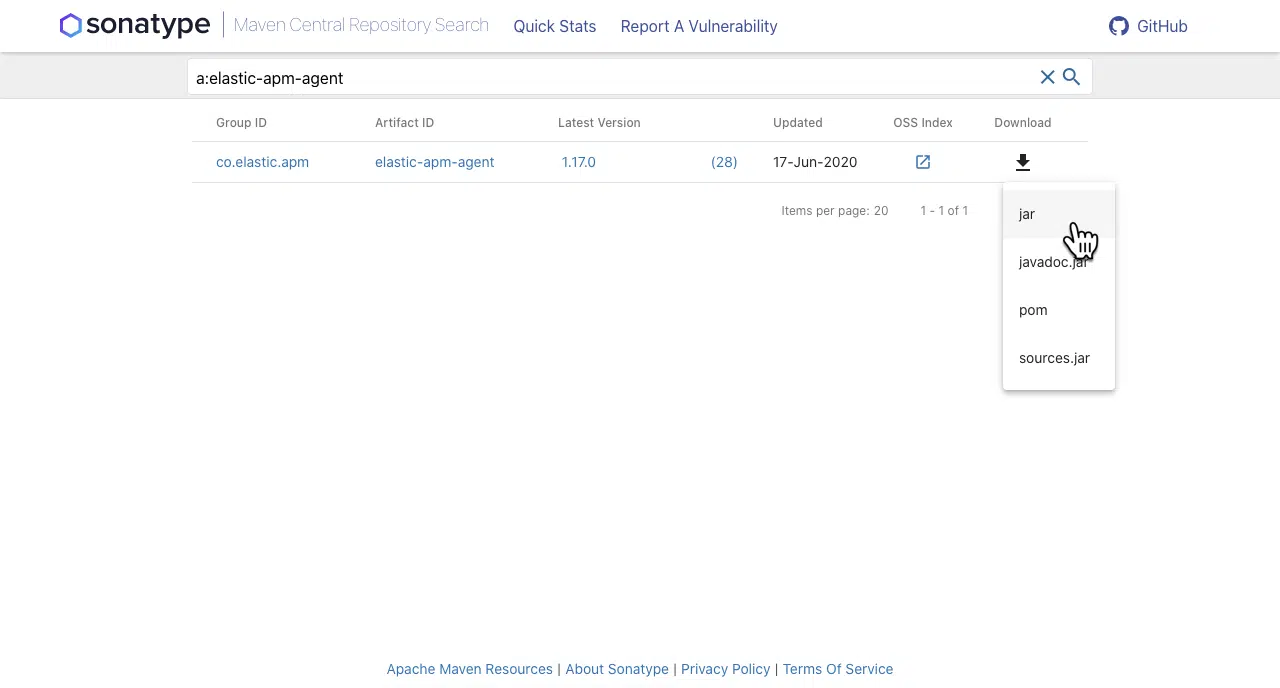 sonatype Maven Central Repository Search Quick Stats Report A Vulnerability GitHub
a:elastic-apm-agent
Group ID Artifact ID Latest Version Updated OSS Index Download
co.elastic.apm elastic-apm-agent 1.17.0 (28) 17-Jun-2020
Items per page: 20 1 - 1 of 1
jar
javadoc.jar
pom
sources.jar
Apache Maven Resources | About Sonatype | Privacy Policy | Terms Of Service